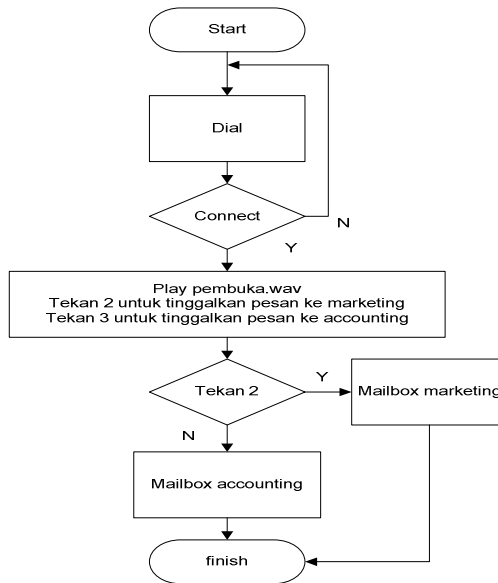 Start
Dial
Connect
N
Y
Play pembuka.wav
Tekan 2 untuk tinggalkan pesan ke marketing
Tekan 3 untuk tinggalkan pesan ke accounting
Tekan 2
Y
Mailbox marketing
N
Mailbox accounting
finish